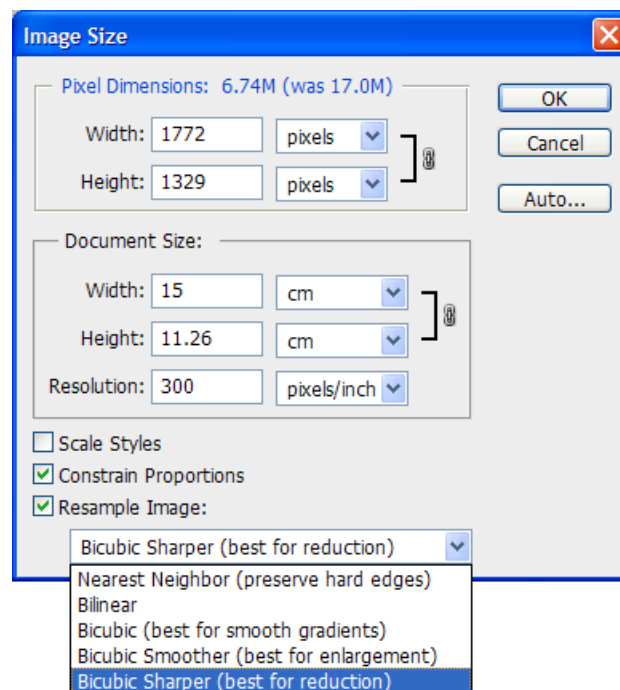 Image Size
Pixel Dimensions: 6.74M (was 17.0M)
OK
Width: 1772 pixels
Cancel
Height: 1329 pixels
Auto...
Document Size:
Width: 15 cm
Height: 11.26 cm
Resolution: 300 pixels/inch
Scale Styles
Constrain Proportions
Resample Image:
Bicubic Sharper (best for reduction)
Nearest Neighbor (preserve hard edges)
Bilinear
Bicubic (best for smooth gradients)
Bicubic Smoother (best for enlargement)
Bicubic Sharper (best for reduction)